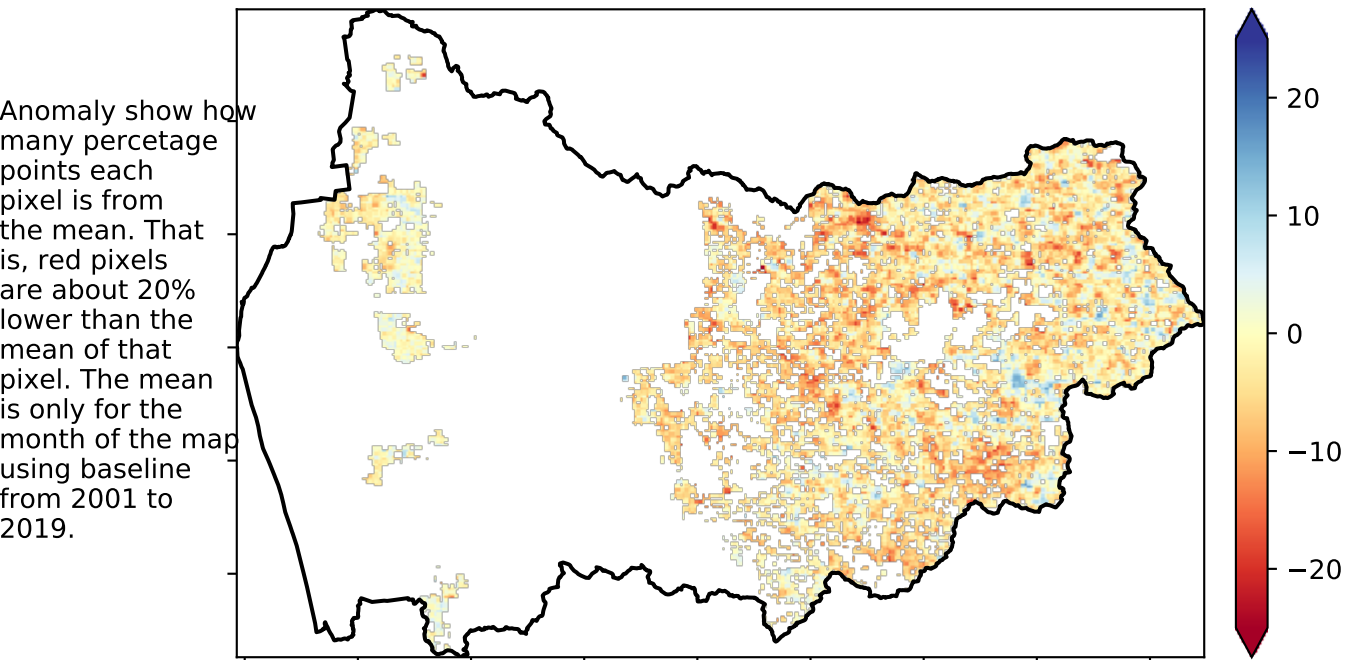 Anomaly show how
many percetage
points each
pixel is from
the mean. That
is, red pixels
are about 20%
lower than the
mean of that
pixel. The mean
is only for the
month of the map
using baseline
from 2001 to
2019.
20
10
0
−10
−20